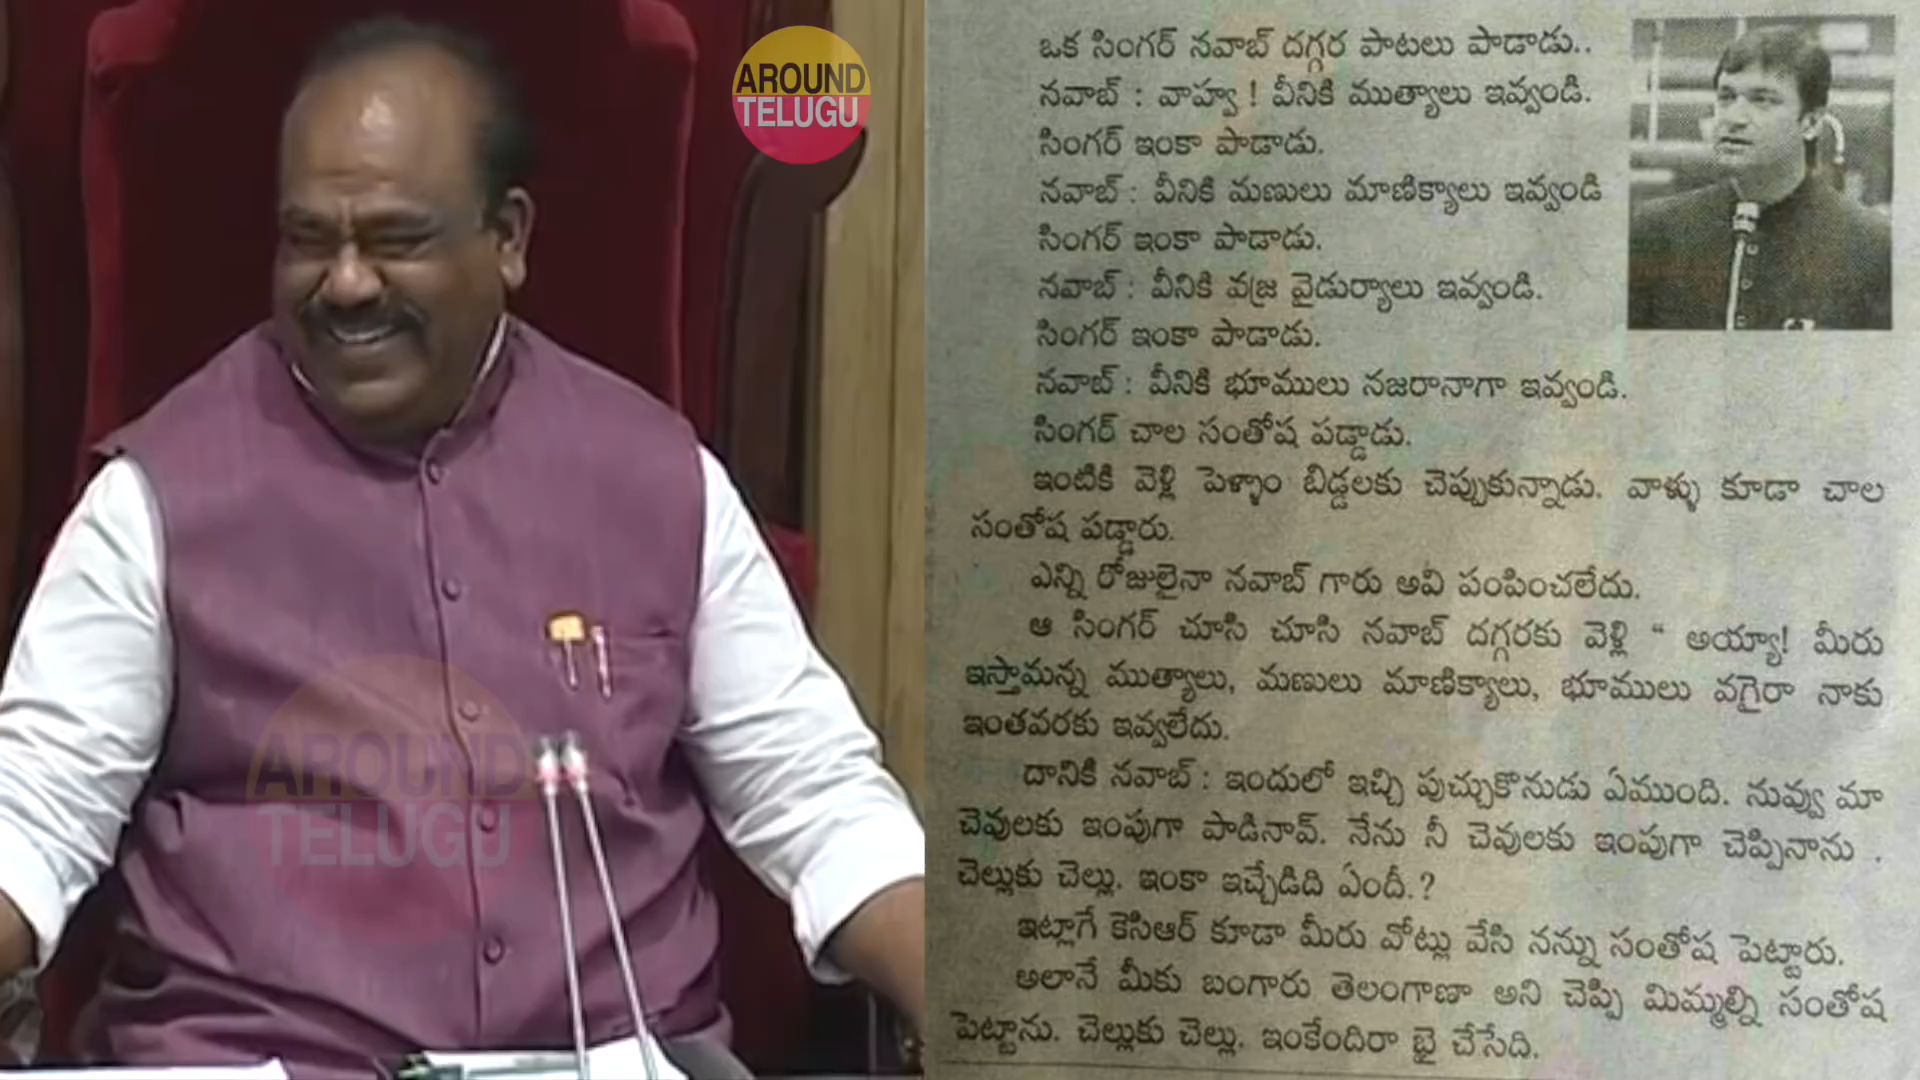 AROUND
TELUGU
AROUND
TELUGU
ఒక సింగర్ నవాబ్ దగ్గర పాటలు పాడాడు..
నవాబ్ : వాహ్వ ! వీనికి ముత్యాలు ఇవ్వండి.
సింగర్ ఇంకా పాడాడు.
నవాబ్ : వీనికి మణులు మాణిక్యాలు ఇవ్వండి
సింగర్ ఇంకా పాడాడు.
నవాబ్ : వీనికి వజ్ర వైడుర్యాలు ఇవ్వండి.
సింగర్ ఇంకా పాడాడు.
నవాబ్ : వీనికి భూములు నజరానాగా ఇవ్వండి.
సింగర్ చాల సంతోష పడ్డాడు.
ఇంటికి వెళ్లి పెళ్ళాం బిడ్డలకు చెప్పుకున్నాడు. వాళ్ళు కూడా చాల
సంతోష పడ్డారు.
ఎన్ని రోజులైనా నవాబ్ గారు అవి పంపించలేదు.
ఆ సింగర్ చూసి చూసి నవాబ్ దగ్గరకు వెళ్లి “ అయ్యా! మీరు
ఇస్తామన్న ముత్యాలు, మణులు మాణిక్యాలు, భూములు వగైరా నాకు
ఇంతవరకు ఇవ్వలేదు.
దానికి నవాబ్ : ఇందులో ఇచ్చి పుచ్చుకొనుడు ఏముంది. నువ్వు మా
చెవులకు ఇంపుగా పాడినావ్. నేను నీ చెవులకు ఇంపుగా చెప్పినాను .
చెల్లుకు చెల్లు. ఇంకా ఇచ్చేడిది ఏందీ.?
ఇట్లాగే కెసిఆర్ కూడా మీరు వోట్లు వేసి నన్ను సంతోష పెట్టారు.
అలానే మీకు బంగారు తెలంగాణా అని చెప్పి మిమ్మల్ని సంతోష
పెట్టాను. చెల్లుకు చెల్లు. ఇంకేందిరా భై చేసేది.